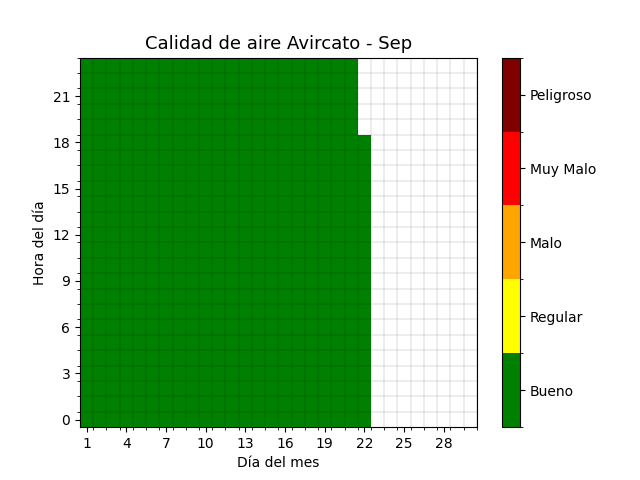 Calidad de aire Avircato - Sep
Hora del día
21
18
15
12
9
6
3
0
1 4 7 10 13 16 19 22 25 28
Día del mes
Peligroso
Muy Malo
Malo
Regular
Bueno